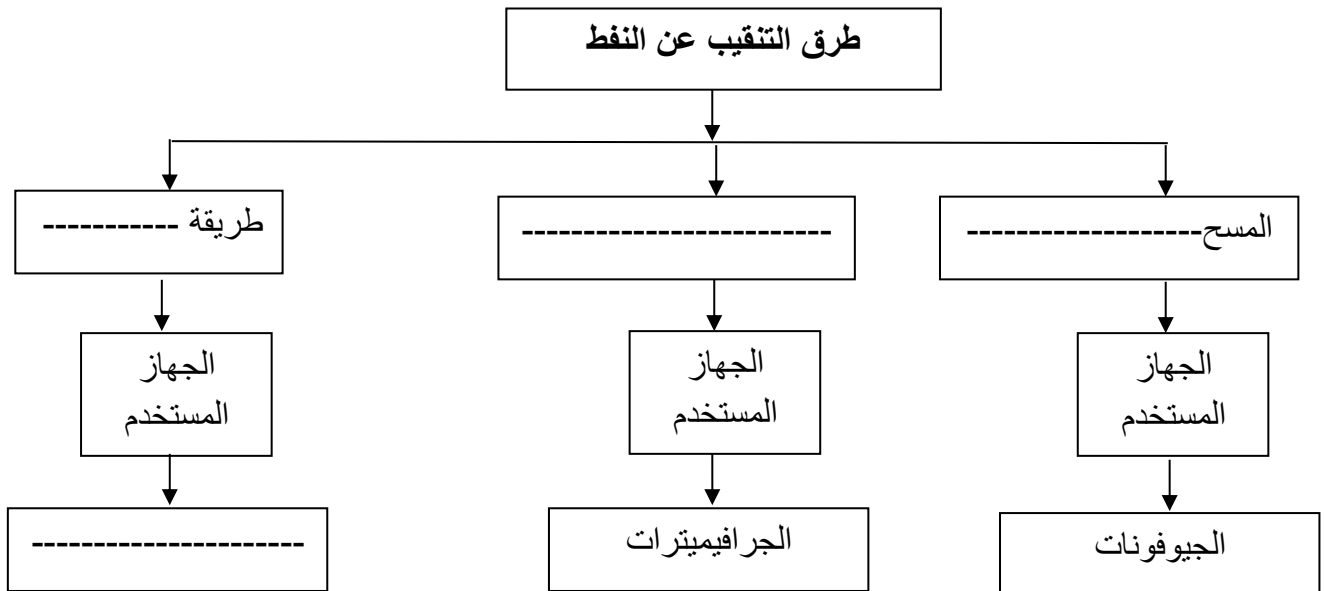 طرق التنقيب عن النفط
المسح-------------------
-------------------------
طريقة -----------
الجهاز
المستخدم
الجهاز
المستخدم
الجهاز
المستخدم
الجيوفونات
الجرافيميترات
----------------------